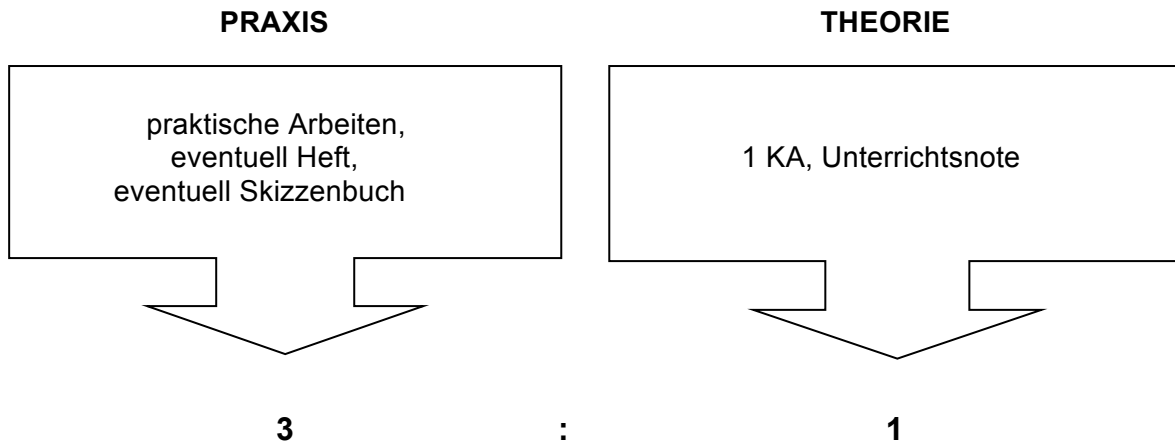 PRAXIS
THEORIE
praktische Arbeiten,
eventuell Heft,
eventuell Skizzenbuch
1 KA, Unterrichtsnote
3 : 1